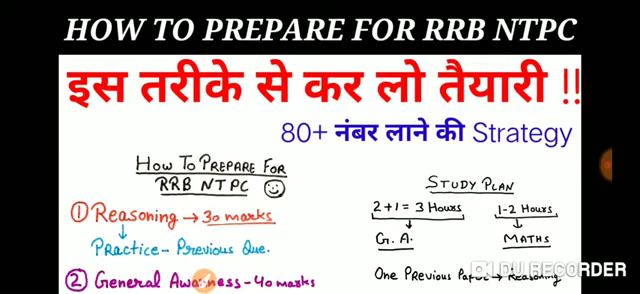 HOW TO PREPARE FOR RRB NTPC
इस तरीके से कर लो तैयारी !!
80+ नंबर लाने की Strategy
HOW TO PREPARE FOR
RRB NTPC
① Reasoning → 30 marks
Practice - Previous Que.
② General Awareness - 40 marks
STUDY PLAN
2+1 = 3 Hours
G. A.
1-2 Hours
MATHS
One Previous Paper → Reasoning
DU RECORDER